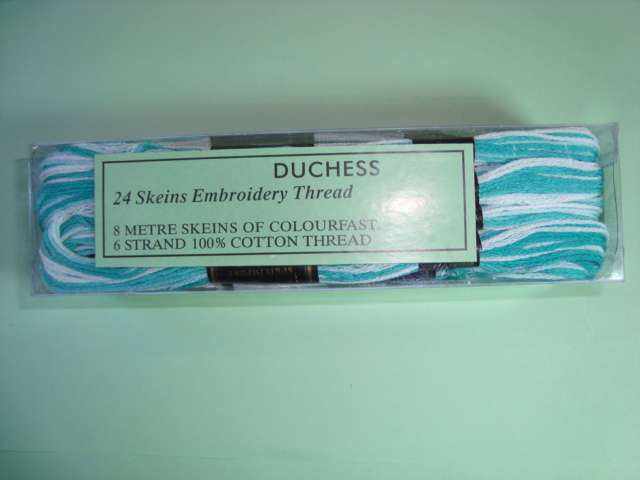 DUCHESS
24 Skeins Embroidery Thread
8 METRE SKEINS OF COLOURFAST
6 STRAND 100% COTTON THREAD